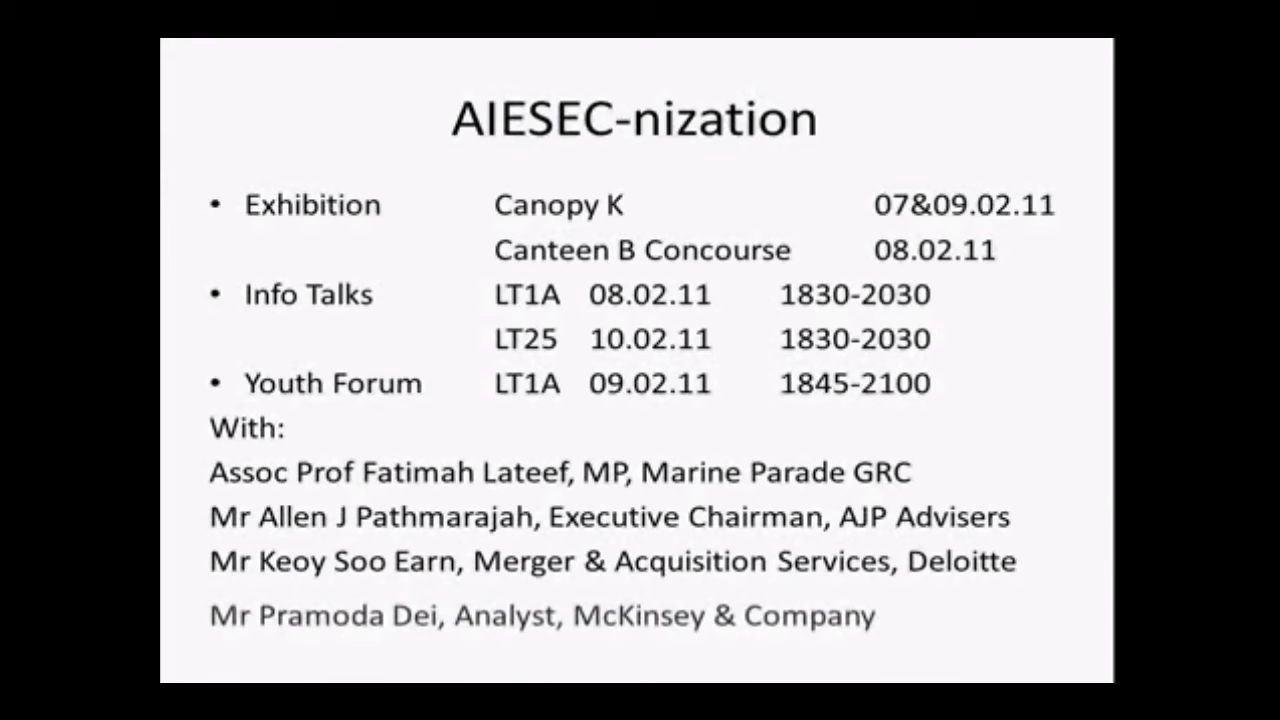 AIESEC-nization
• Exhibition Canopy K 07&09.02.11
Canteen B Concourse 08.02.11
• Info Talks LT1A 08.02.11 1830-2030
LT25 10.02.11 1830-2030
• Youth Forum LT1A 09.02.11 1845-2100
With:
Assoc Prof Fatimah Lateef, MP, Marine Parade GRC
Mr Allen J Pathmarajah, Executive Chairman, AJP Advisers
Mr Keoy Soo Earn, Merger & Acquisition Services, Deloitte
Mr Pramoda Dei, Analyst, McKinsey & Company